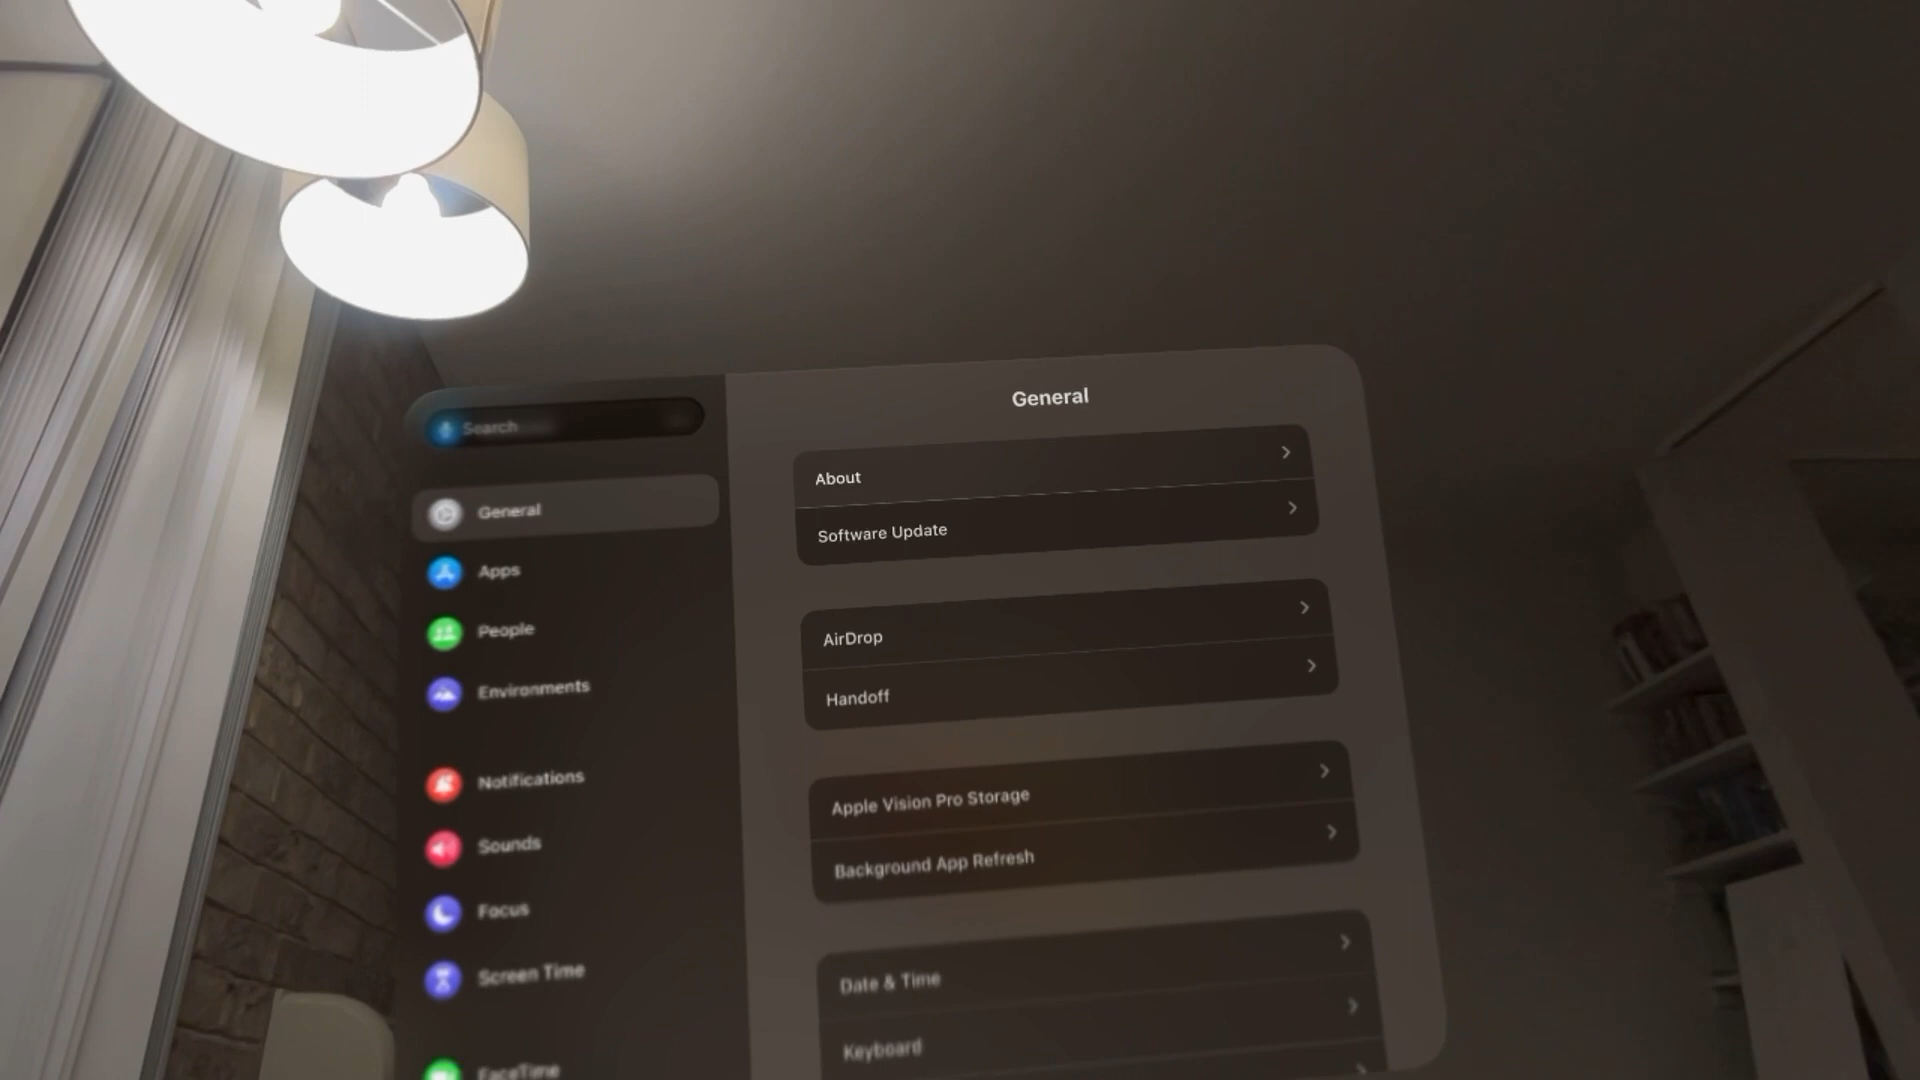 Search
General
Apps
People
Environments
Notifications
Sounds
Focus
Screen Time
FaceTime
General
About
Software Update
AirDrop
Handoff
Apple Vision Pro Storage
Background App Refresh
Date & Time
Keyboard